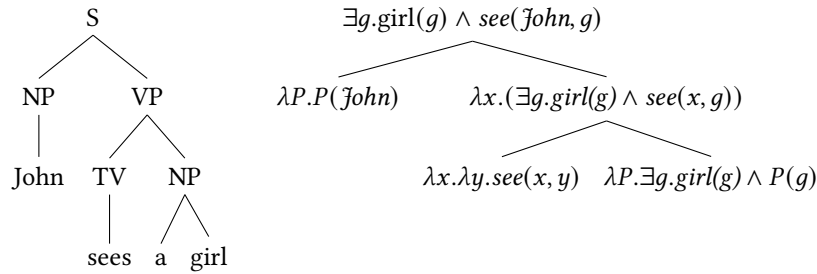 S
∃g.girl(g) ∧ see(John, g)
NP VP
λP.P(John) λx.(∃g.girl(g) ∧ see(x, g))
John TV NP
λx.λy.see(x, y) λP.∃g.girl(g) ∧ P(g)
sees a girl